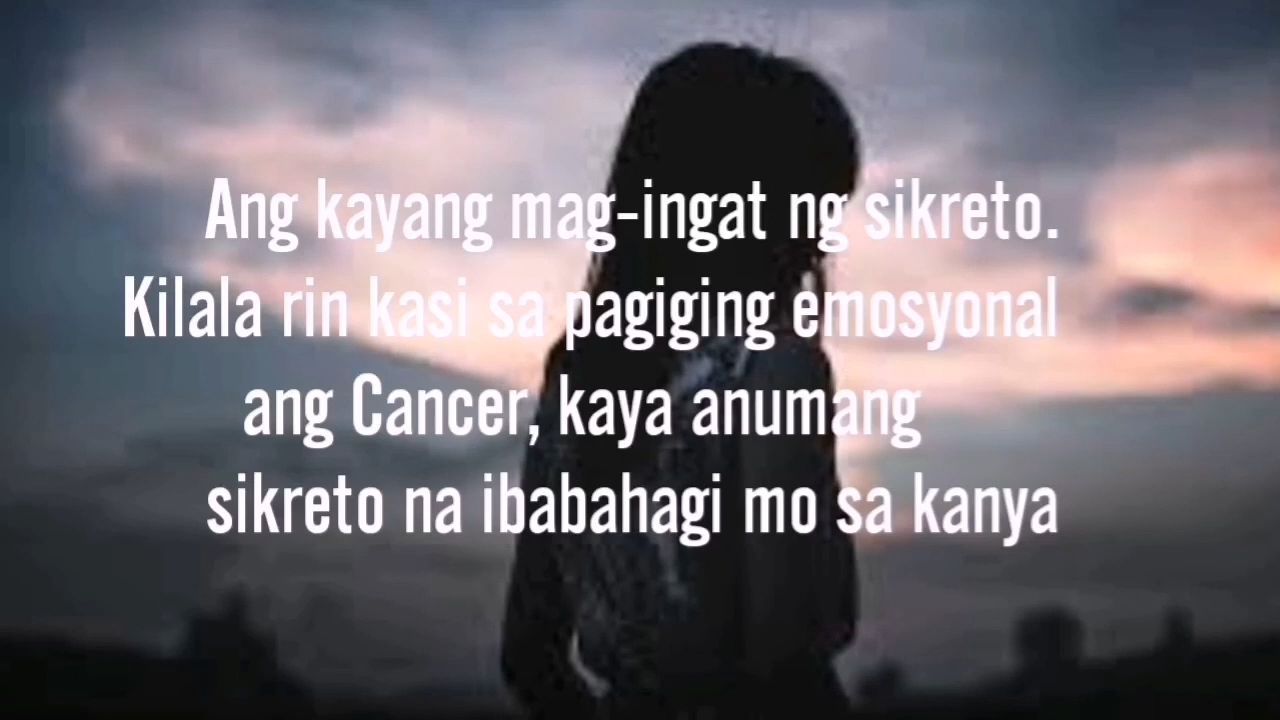 Ang kayang mag-ingat ng sikreto.
Kilala rin kasi sa pagiging emosyonal
ang Cancer, kaya anumang
sikreto na ibabahagi mo sa kanya